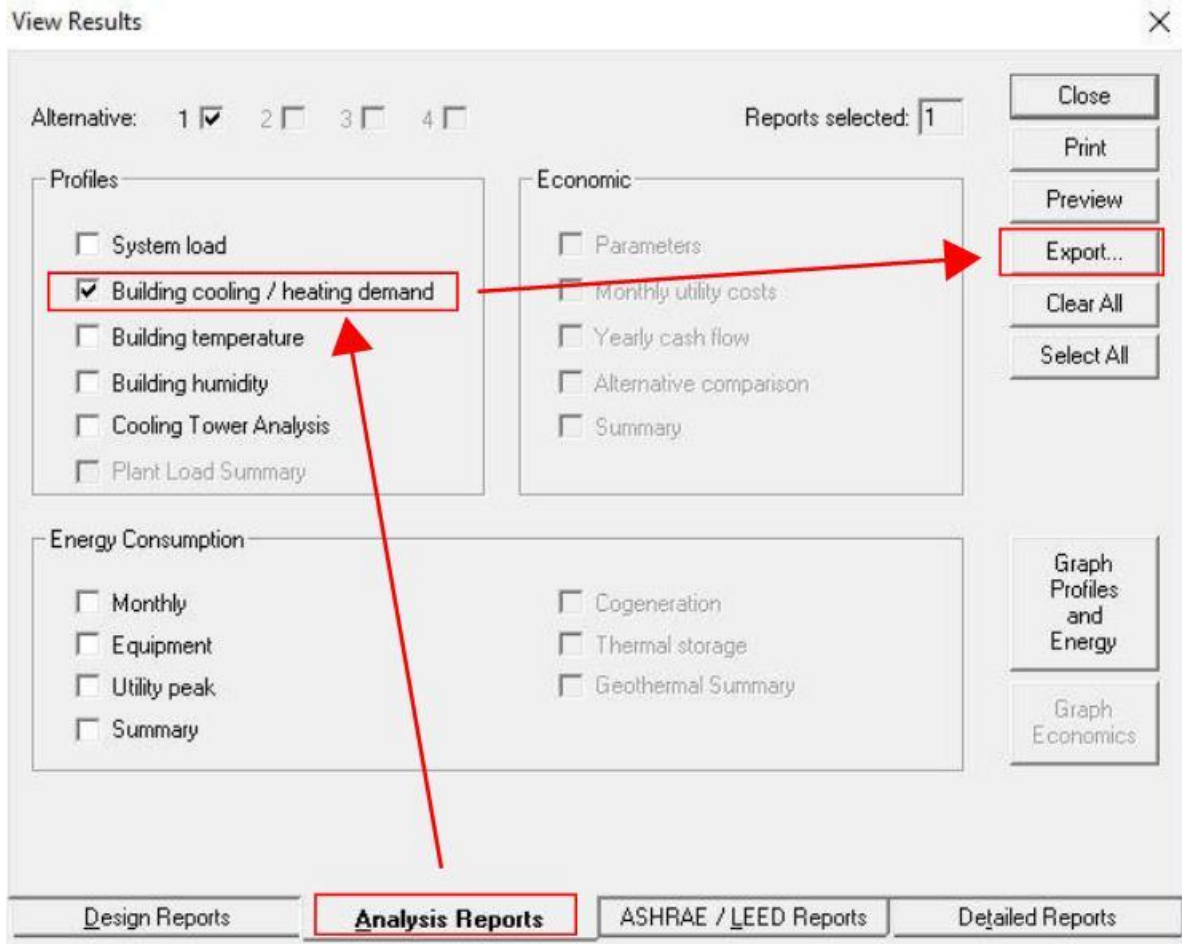 View Results
Alternative: 1 2 3 4
Reports selected: 1
Close
Print
Preview
Export...
Clear All
Select All
Profiles
System load
Building cooling / heating demand
Building temperature
Building humidity
Cooling Tower Analysis
Plant Load Summary
Economic
Parameters
Monthly utility costs
Yearly cash flow
Alternative comparison
Summary
Energy Consumption
Monthly
Equipment
Utility peak
Summary
Cogeneration
Thermal storage
Geothermal Summary
Graph
Profiles
and
Energy
Graph
Economics
Design Reports
Analysis Reports
ASHRAE / LEED Reports
Detailed Reports